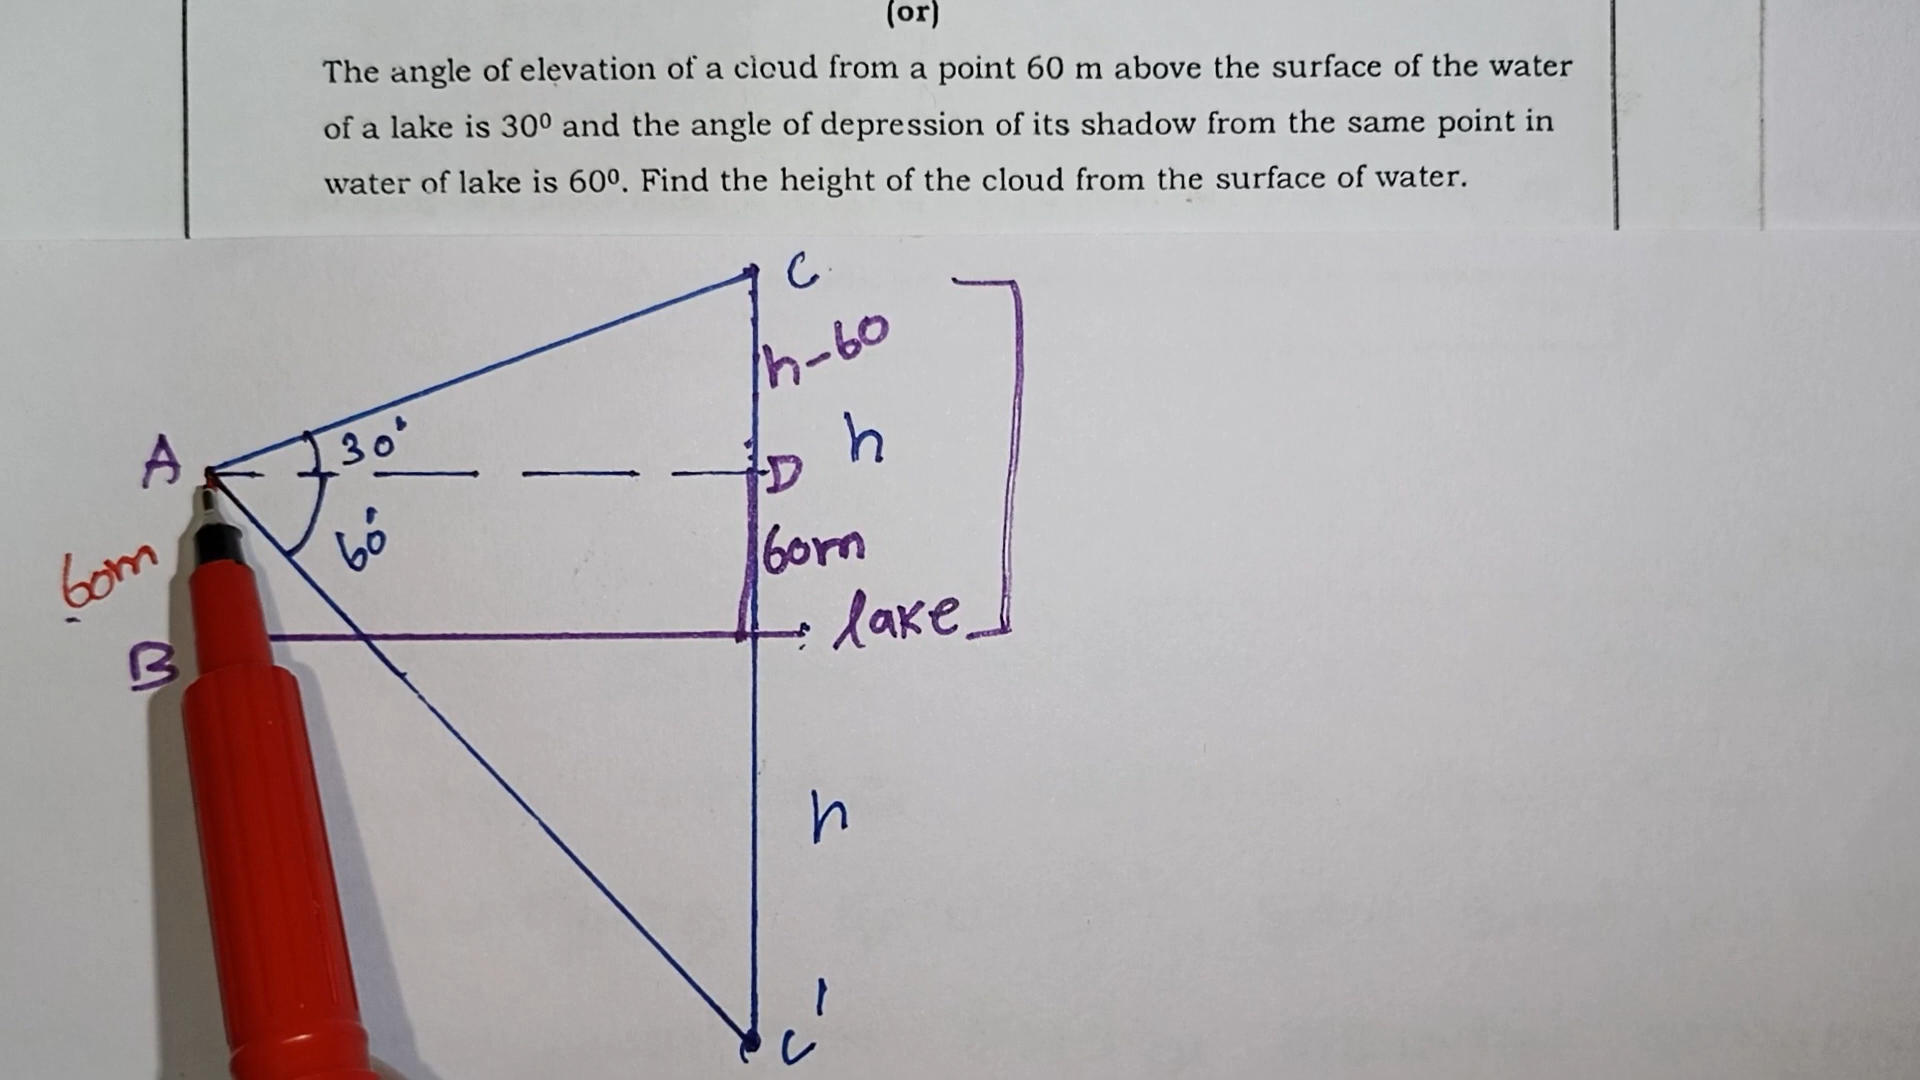 (or)
The angle of elevation of a cloud from a point 60 m above the surface of the water
of a lake is 30⁰ and the angle of depression of its shadow from the same point in
water of lake is 60⁰. Find the height of the cloud from the surface of water.
C
h-60
30°
h
A
D
60°
60m
60m
lake
B
h
C'